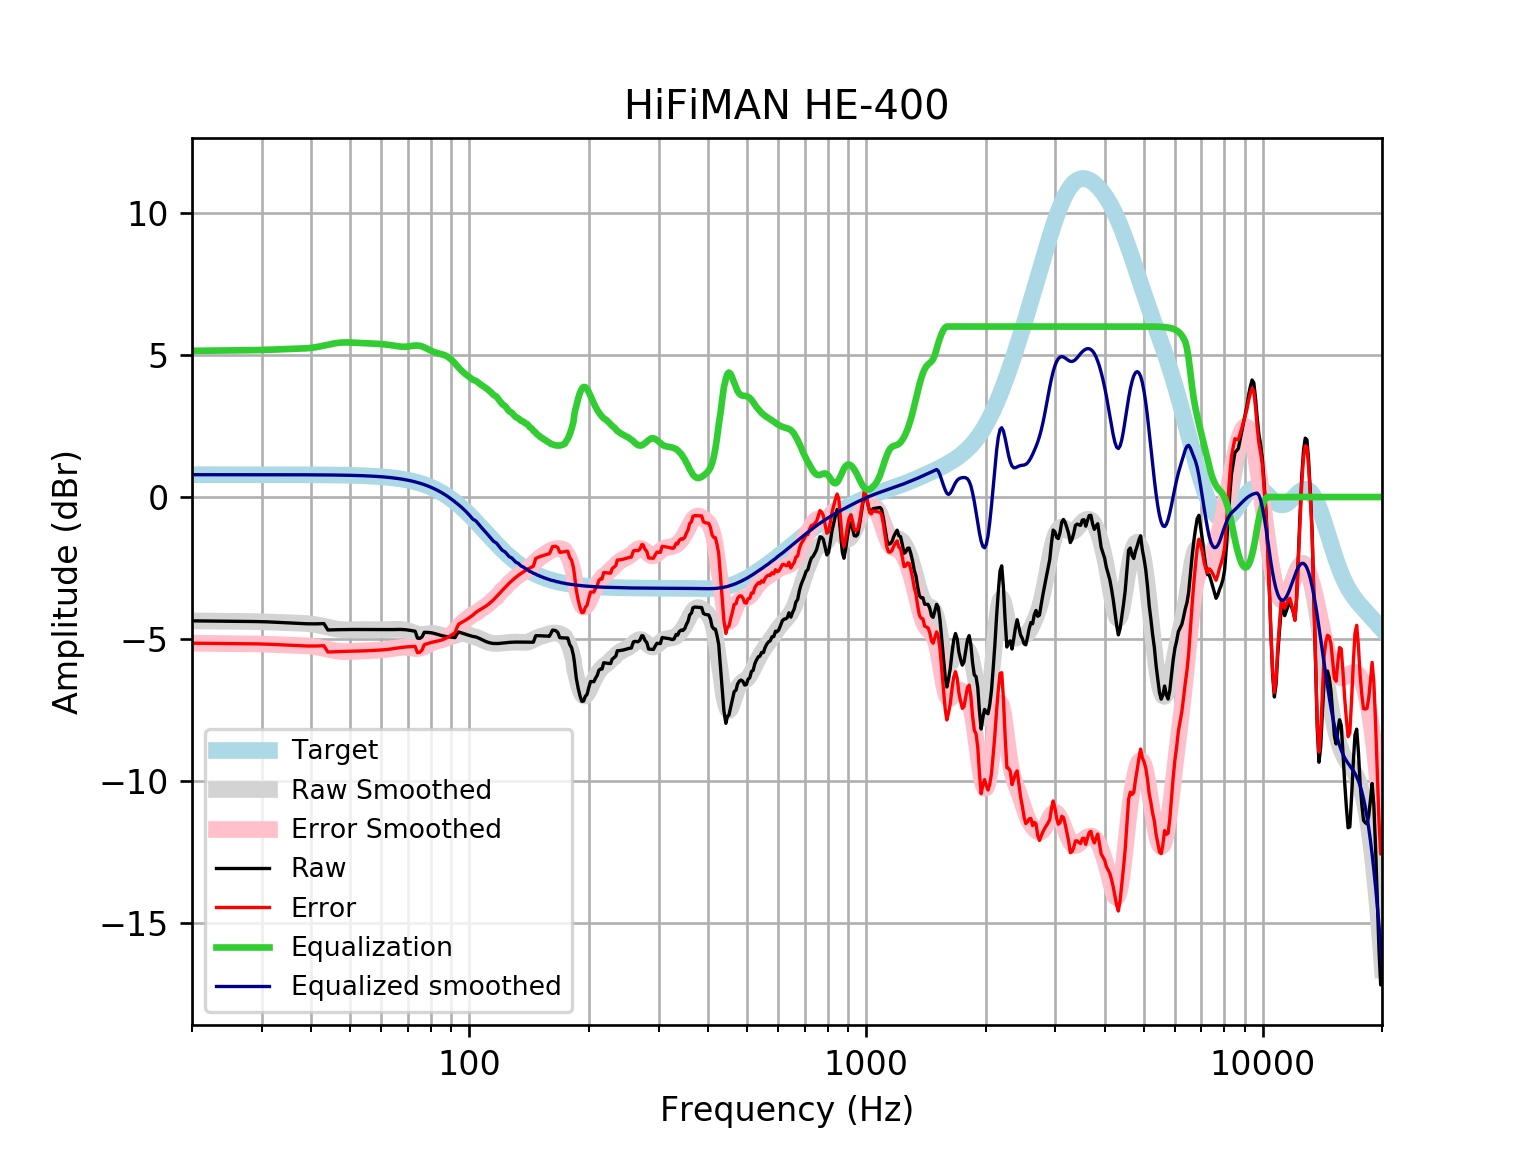 HiFiMAN HE-400
Amplitude (dBr)
10
5
0
−5
−10
−15
Target
Raw Smoothed
Error Smoothed
Raw
Error
Equalization
Equalized smoothed
100 1000 10000
Frequency (Hz)